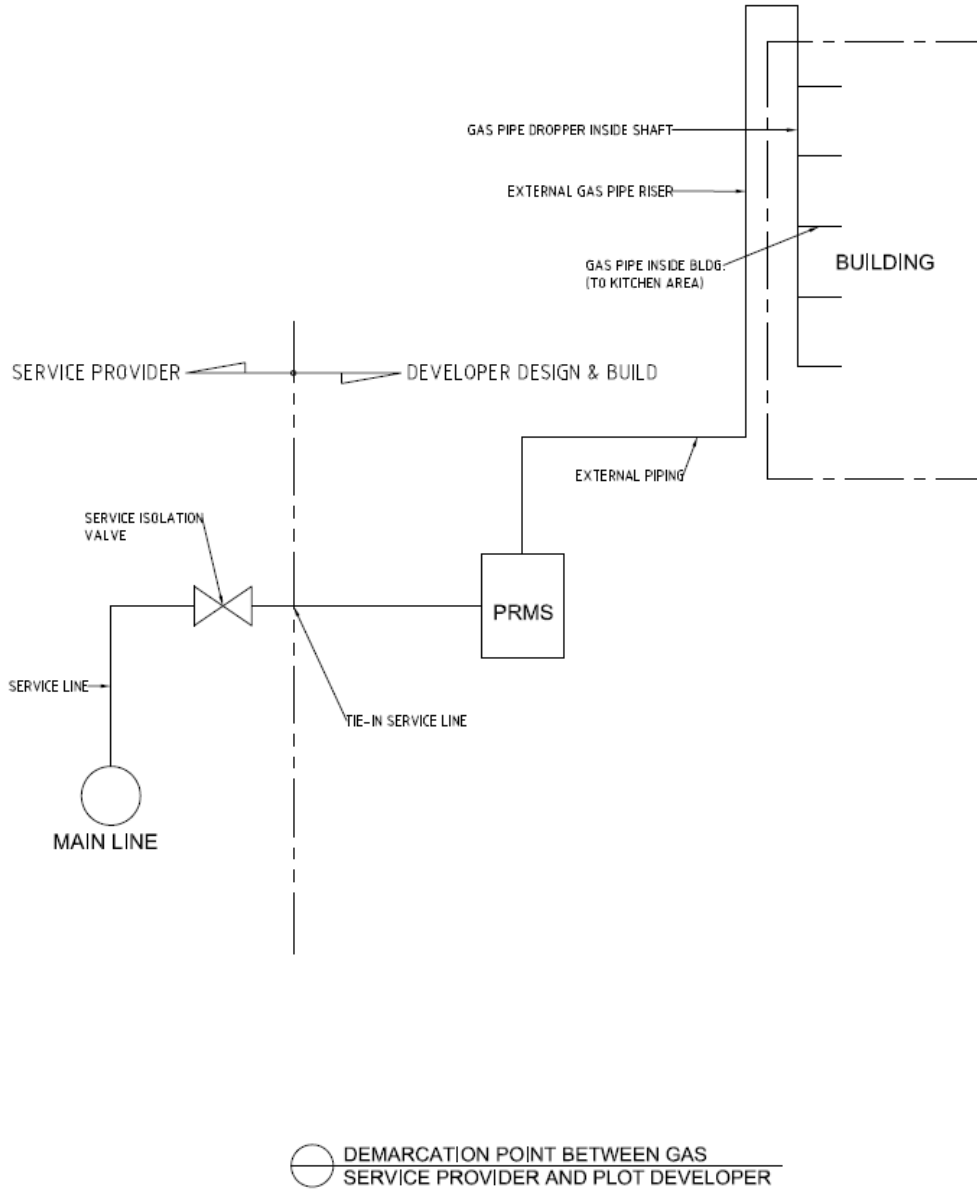 GAS PIPE DROPPER INSIDE SHAFT
EXTERNAL GAS PIPE RISER
GAS PIPE INSIDE BLDG.
(TO KITCHEN AREA)
BUILDING
SERVICE PROVIDER
DEVELOPER DESIGN & BUILD
EXTERNAL PIPING
SERVICE ISOLATION
VALVE
PRMS
SERVICE LINE
TIE-IN SERVICE LINE
MAIN LINE
DEMARCATION POINT BETWEEN GAS
SERVICE PROVIDER AND PLOT DEVELOPER